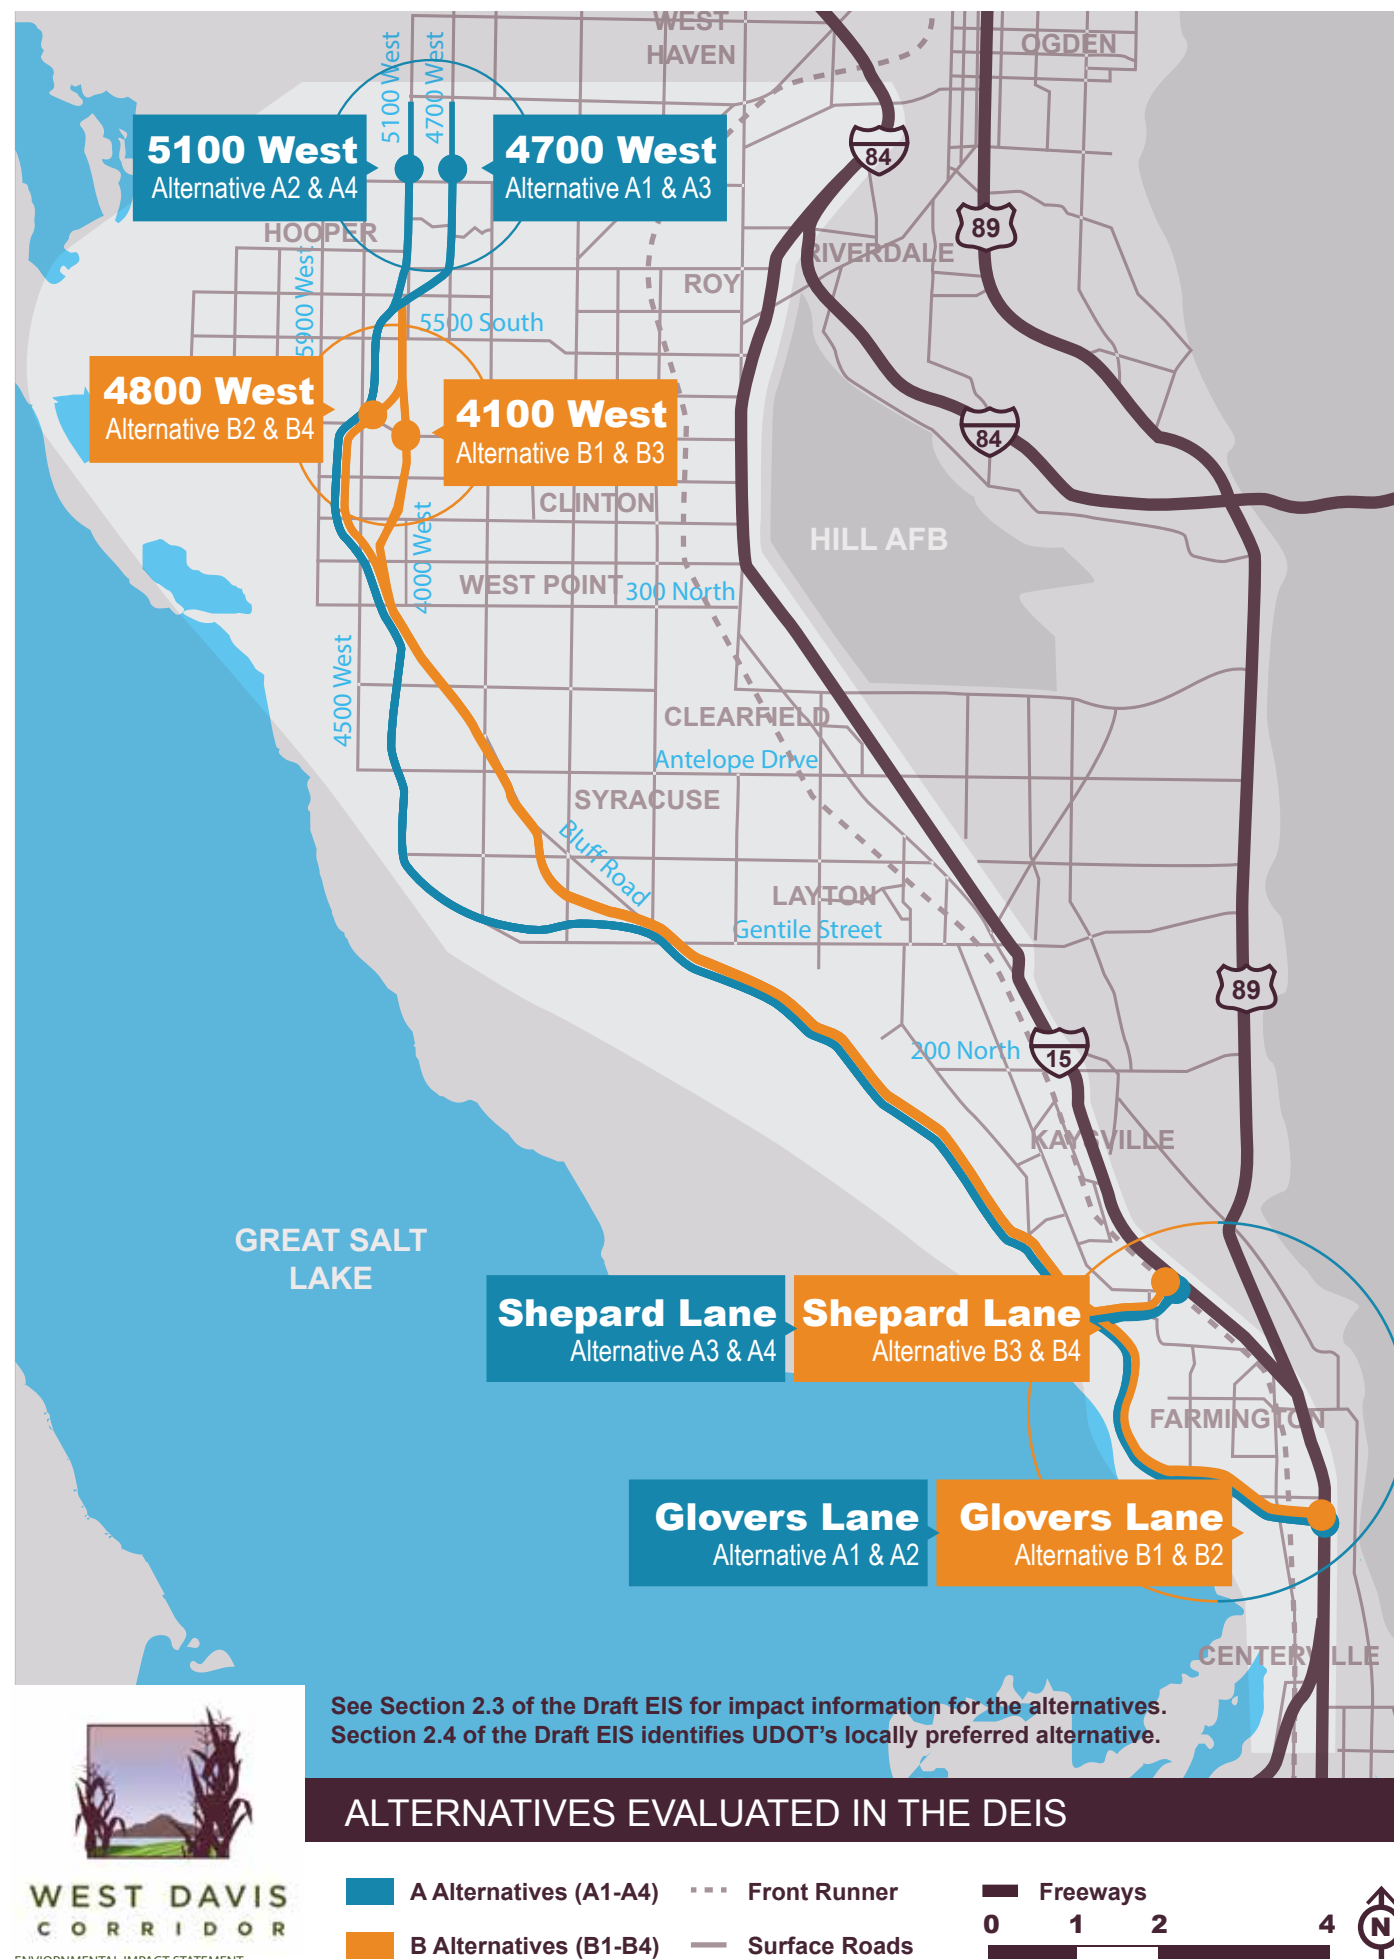 WEST
HAVEN
OGDEN
5100 West
4700 West
84
5100 West
Alternative A2 & A4
4700 West
Alternative A1 & A3
89
HOOPER
RIVERDALE
ROY
5900 West
5500 South
4800 West
Alternative B2 & B4
4100 West
Alternative B1 & B3
84
CLINTON
4000 West
HILL AFB
WEST POINT
300 North
4500 West
CLEARFIELD
Antelope Drive
SYRACUSE
Bluff Road
LAYTON
Gentile Street
89
200 North
15
KAYSVILLE
GREAT SALT
LAKE
Shepard Lane
Alternative A3 & A4
Shepard Lane
Alternative B3 & B4
FARMINGTON
Glovers Lane
Alternative A1 & A2
Glovers Lane
Alternative B1 & B2
CENTERVILLE
See Section 2.3 of the Draft EIS for impact information for the alternatives.
Section 2.4 of the Draft EIS identifies UDOT's locally preferred alternative.
ALTERNATIVES EVALUATED IN THE DEIS
WEST DAVIS
CORRIDOR
ENVIORNMENTAL IMPACT STATEMENT
A Alternatives (A1-A4)
Front Runner
Freeways
B Alternatives (B1-B4)
Surface Roads
0 1 2 4
N